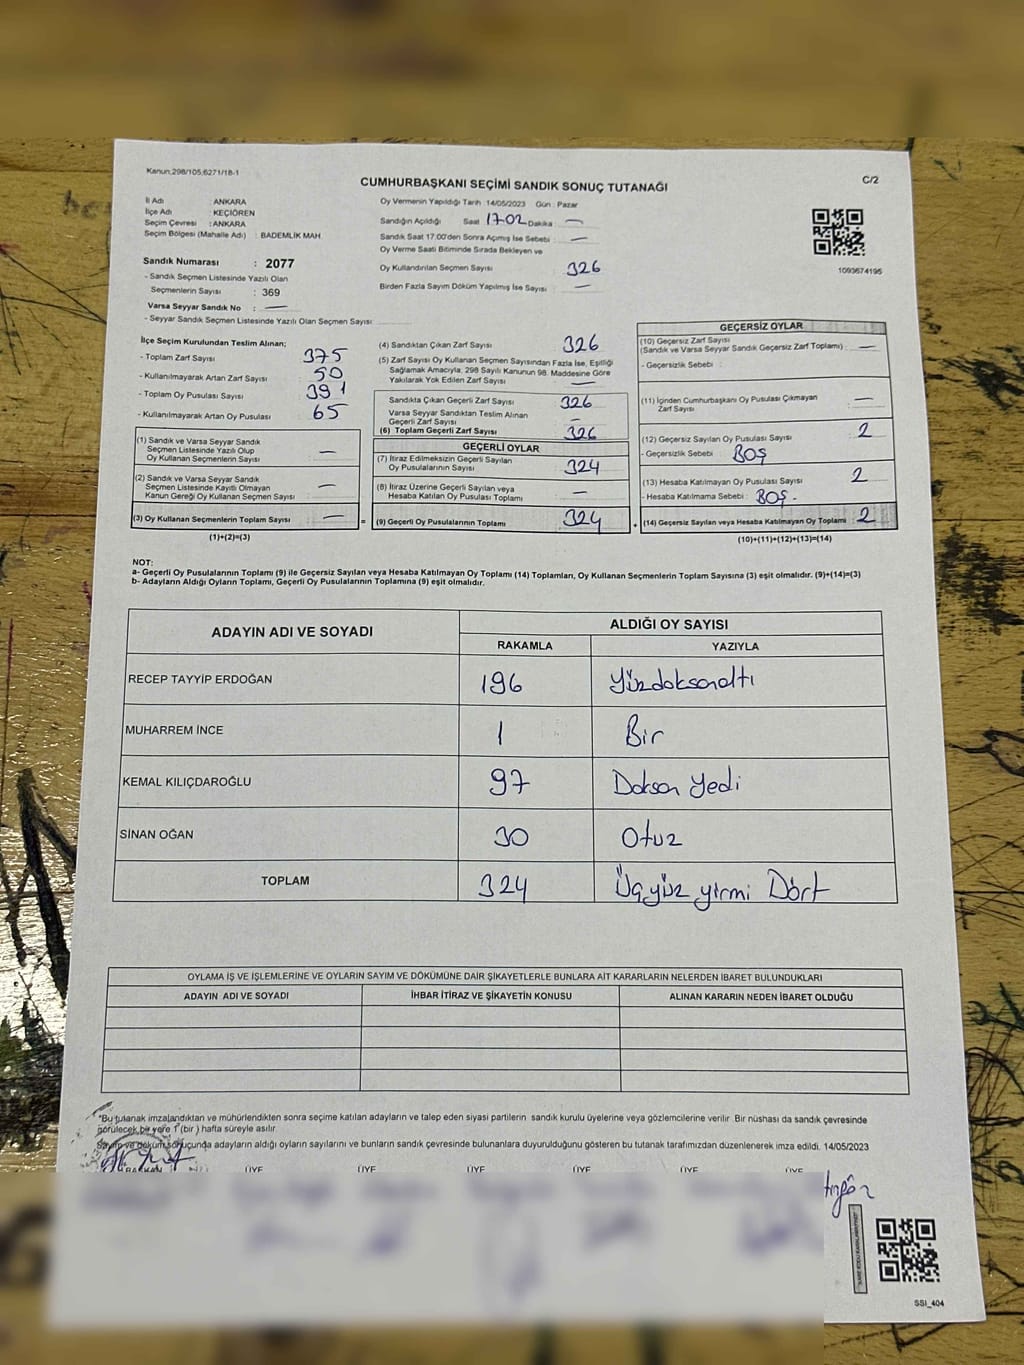 Kanun:298/105;6271/18-1
C/2
CUMHURBAŞKANI SEÇİMİ SANDIK SONUÇ TUTANAĞI
İl Adı : ANKARA
İlçe Adı : KEÇİÖREN
Seçim Çevresi : ANKARA
Seçim Bölgesi (Mahalle Adı) : BADEMLİK MAH.
Sandık Numarası : 2077
- Sandık Seçmen Listesinde Yazılı Olan
Seçmenlerin Sayısı : 369
Varsa Seyyar Sandık No : —
- Seyyar Sandık Seçmen Listesinde Yazılı Olan Seçmen Sayısı:
Oy Vermenin Yapıldığı Tarih 14/05/2023 Gün : Pazar
Sandığın Açıldığı Saat 17.02 Dakika : —
Sandık Saat 17:00'den Sonra Açımış İse Sebebi : —
Oy Verme Saati Bitiminde Sırada Bekleyen ve
Oy Kullandırılan Seçmen Sayısı 326
Birden Fazla Sayım Döküm Yapılmış İse Sayısı : —
1093674195
İlçe Seçim Kurulundan Teslim Alınan;
- Toplam Zarf Sayısı : 375
- Kullanılmayarak Artan Zarf Sayısı : 50
- Toplam Oy Pusulası Sayısı : 391
- Kullanılmayarak Artan Oy Pusulası : 65
(1) Sandık ve Varsa Seyyar Sandık
Seçmen Listesinde Yazılı Olup
Oy Kullanan Seçmenlerin Sayısı : —
(2) Sandık ve Varsa Seyyar Sandık
Seçmen Listesinde Kayıtlı Olmayan
Kanun Gereği Oy Kullanan Seçmen Sayısı : —
(3) Oy Kullanan Seçmenlerin Toplam Sayısı : —
(1)+(2)=(3)
=
(4) Sandıktan Çıkan Zarf Sayısı : 326
(5) Zarf Sayısı Oy Kullanan Seçmen Sayısından Fazla İse, Eşitliği
Sağlamak Amacıyla, 298 Sayılı Kanunun 98. Maddesine Göre
Yakılarak Yok Edilen Zarf Sayısı : —
Sandıkta Çıkan Geçerli Zarf Sayısı : 326
Varsa Seyyar Sandıktan Teslim Alınan
Geçerli Zarf Sayısı : —
(6) Toplam Geçerli Zarf Sayısı : 326
GEÇERLİ OYLAR
(7) İtiraz Edilmeksizin Geçerli Sayılan
Oy Pusulalarının Sayısı : 324
(8) İtiraz Üzerine Geçerli Sayılan veya
Hesaba Katılan Oy Pusulası Toplamı : —
(9) Geçerli Oy Pusulalarının Toplamı : 324
+
GEÇERSİZ OYLAR
(10) Geçersiz Zarf Sayısı
(Sandık ve Varsa Seyyar Sandık Geçersiz Zarf Toplamı) : —
- Geçersizlik Sebebi :
(11) İçinden Cumhurbaşkanı Oy Pusulası Çıkmayan
Zarf Sayısı : —
(12) Geçersiz Sayılan Oy Pusulası Sayısı : 2
- Geçersizlik Sebebi : BOŞ
(13) Hesaba Katılmayan Oy Pusulası Sayısı : 2
- Hesaba Katılmama Sebebi : BOŞ.
(14) Geçersiz Sayılan veya Hesaba Katılmayan Oy Toplamı : 2
(10)+(11)+(12)+(13)=(14)
NOT:
a- Geçerli Oy Pusulalarının Toplamı (9) ile Geçersiz Sayılan veya Hesaba Katılmayan Oy Toplamı (14) Toplamları, Oy Kullanan Seçmenlerin Toplam Sayısına (3) eşit olmalıdır. (9)+(14)=(3)
b- Adayların Aldığı Oyların Toplamı, Geçerli Oy Pusulalarının Toplamına (9) eşit olmalıdır.
ADAYIN ADI VE SOYADI ALDIĞI OY SAYISI
RAKAMLA YAZIYLA
RECEP TAYYİP ERDOĞAN 196 Yüzdoksanaltı
MUHARREM İNCE 1 Bir
KEMAL KILIÇDAROĞLU 97 Doksan Yedi
SİNAN OĞAN 30 Otuz
TOPLAM 324 Üçyüz yirmi Dört
OYLAMA İŞ VE İŞLEMLERİNE VE OYLARIN SAYIM VE DÖKÜMÜNE DAİR ŞİKAYETLERLE BUNLARA AİT KARARLARIN NELERDEN İBARET BULUNDUKLARI
ADAYIN ADI VE SOYADI İHBAR İTİRAZ VE ŞİKAYETİN KONUSU ALINAN KARARIN NEDEN İBARET OLDUĞU
*Bu tutanak imzalandıktan ve mühürlendikten sonra seçime katılan adayların ve talep eden siyasi partilerin sandık kurulu üyelerine veya gözlemcilerine verilir. Bir nüshası da sandık çevresinde
görülecek bir yere 1 (bir) hafta süreyle asılır.
Sayım ve döküm sonuçunda adayların aldığı oyların sayılarını ve bunların sandık çevresinde bulunanlara duyurulduğunu gösteren bu tutanak tarafımızdan düzenlenerek imza edildi. 14/05/2023
BAŞKAN ÜYE ÜYE ÜYE ÜYE ÜYE ÜYE
SSI_404